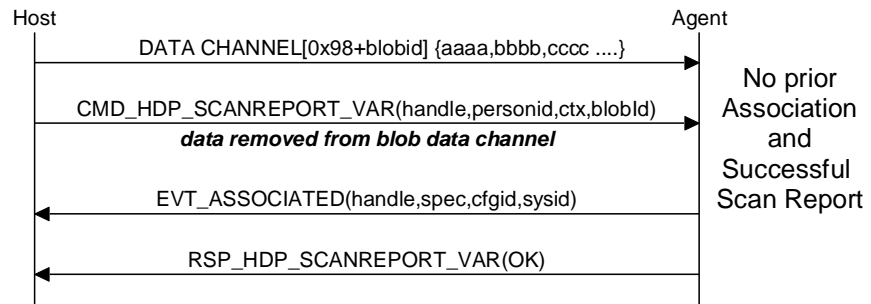 Host
Agent
DATA CHANNEL[0x98+blobid] {aaaa,bbbb,cccc ....}
CMD_HDP_SCANREPORT_VAR(handle,personid,ctx,blobId)
data removed from blob data channel
EVT_ASSOCIATED(handle,spec,cfgid,sysid)
RSP_HDP_SCANREPORT_VAR(OK)
No prior
Association
and
Successful
Scan Report